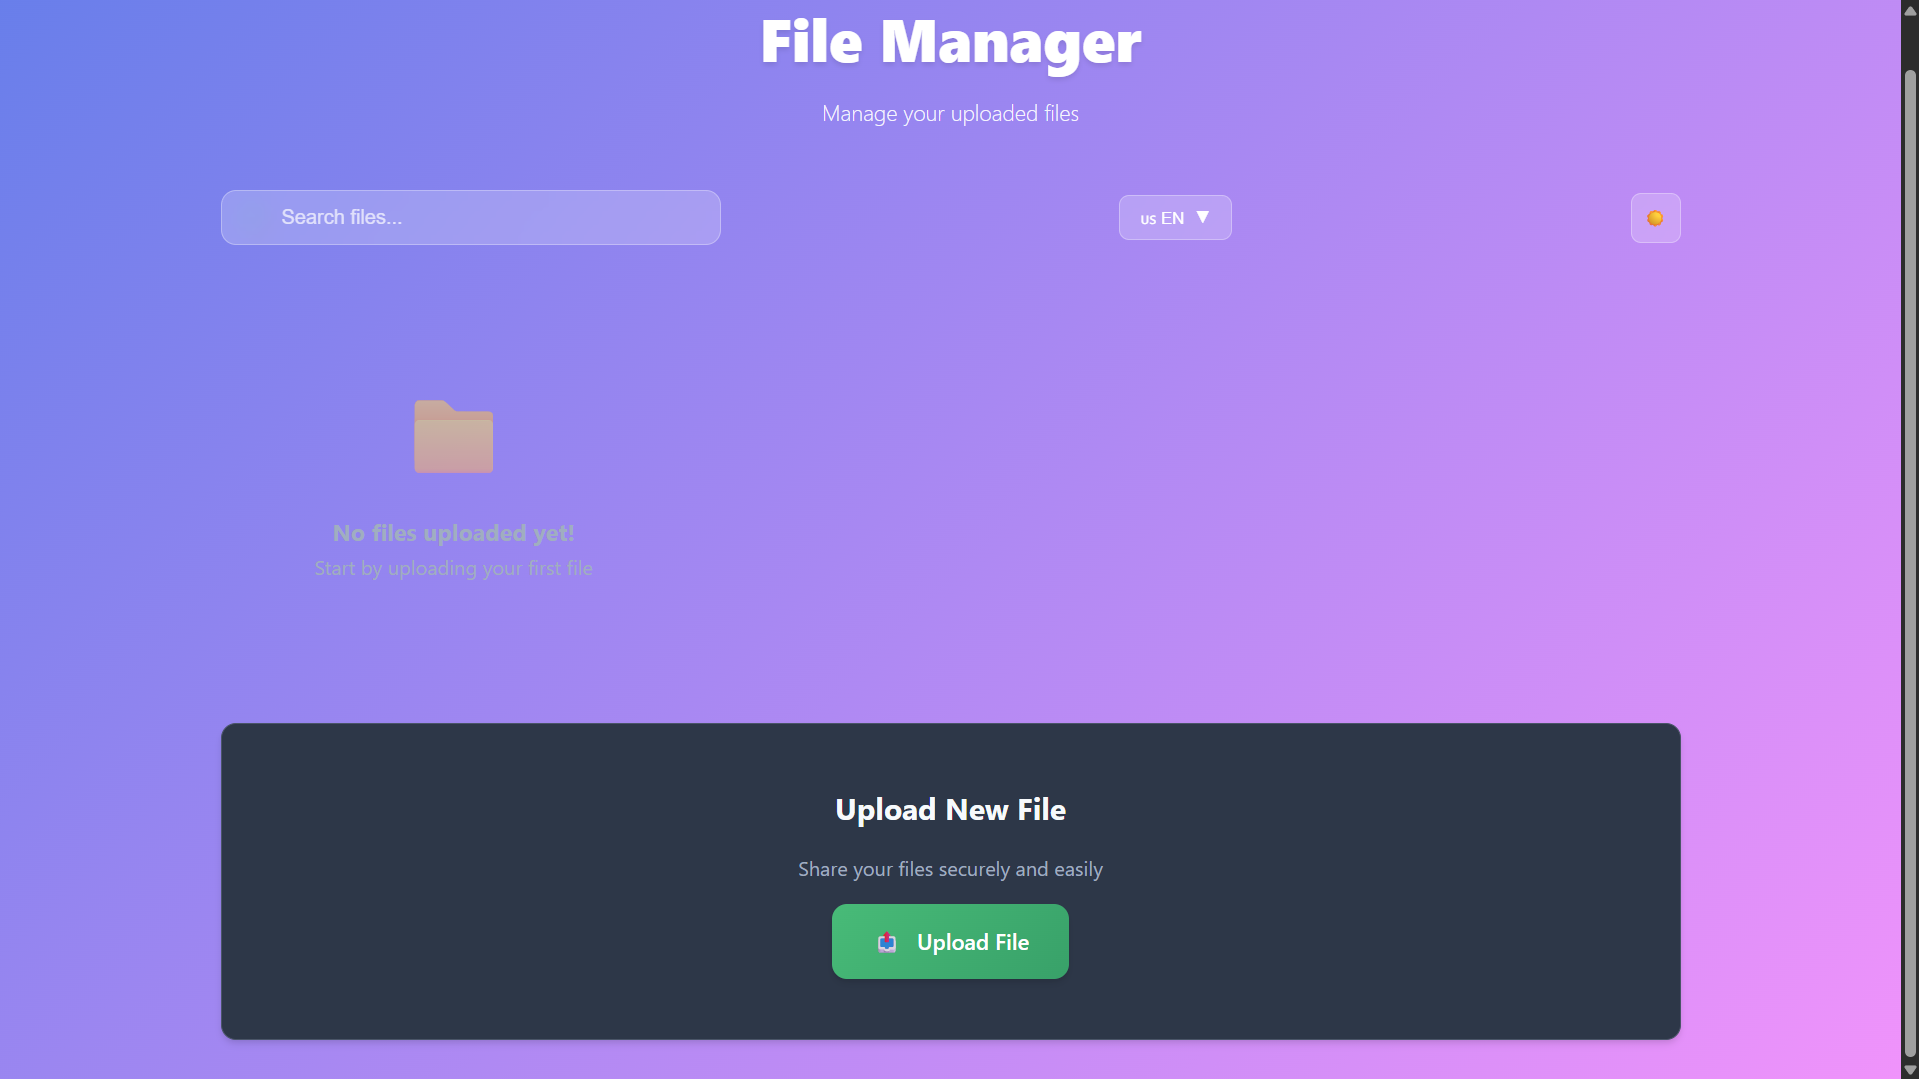 File Manager
Manage your uploaded files
Search files...
us EN ▼
No files uploaded yet!
Start by uploading your first file
Upload New File
Share your files securely and easily
Upload File